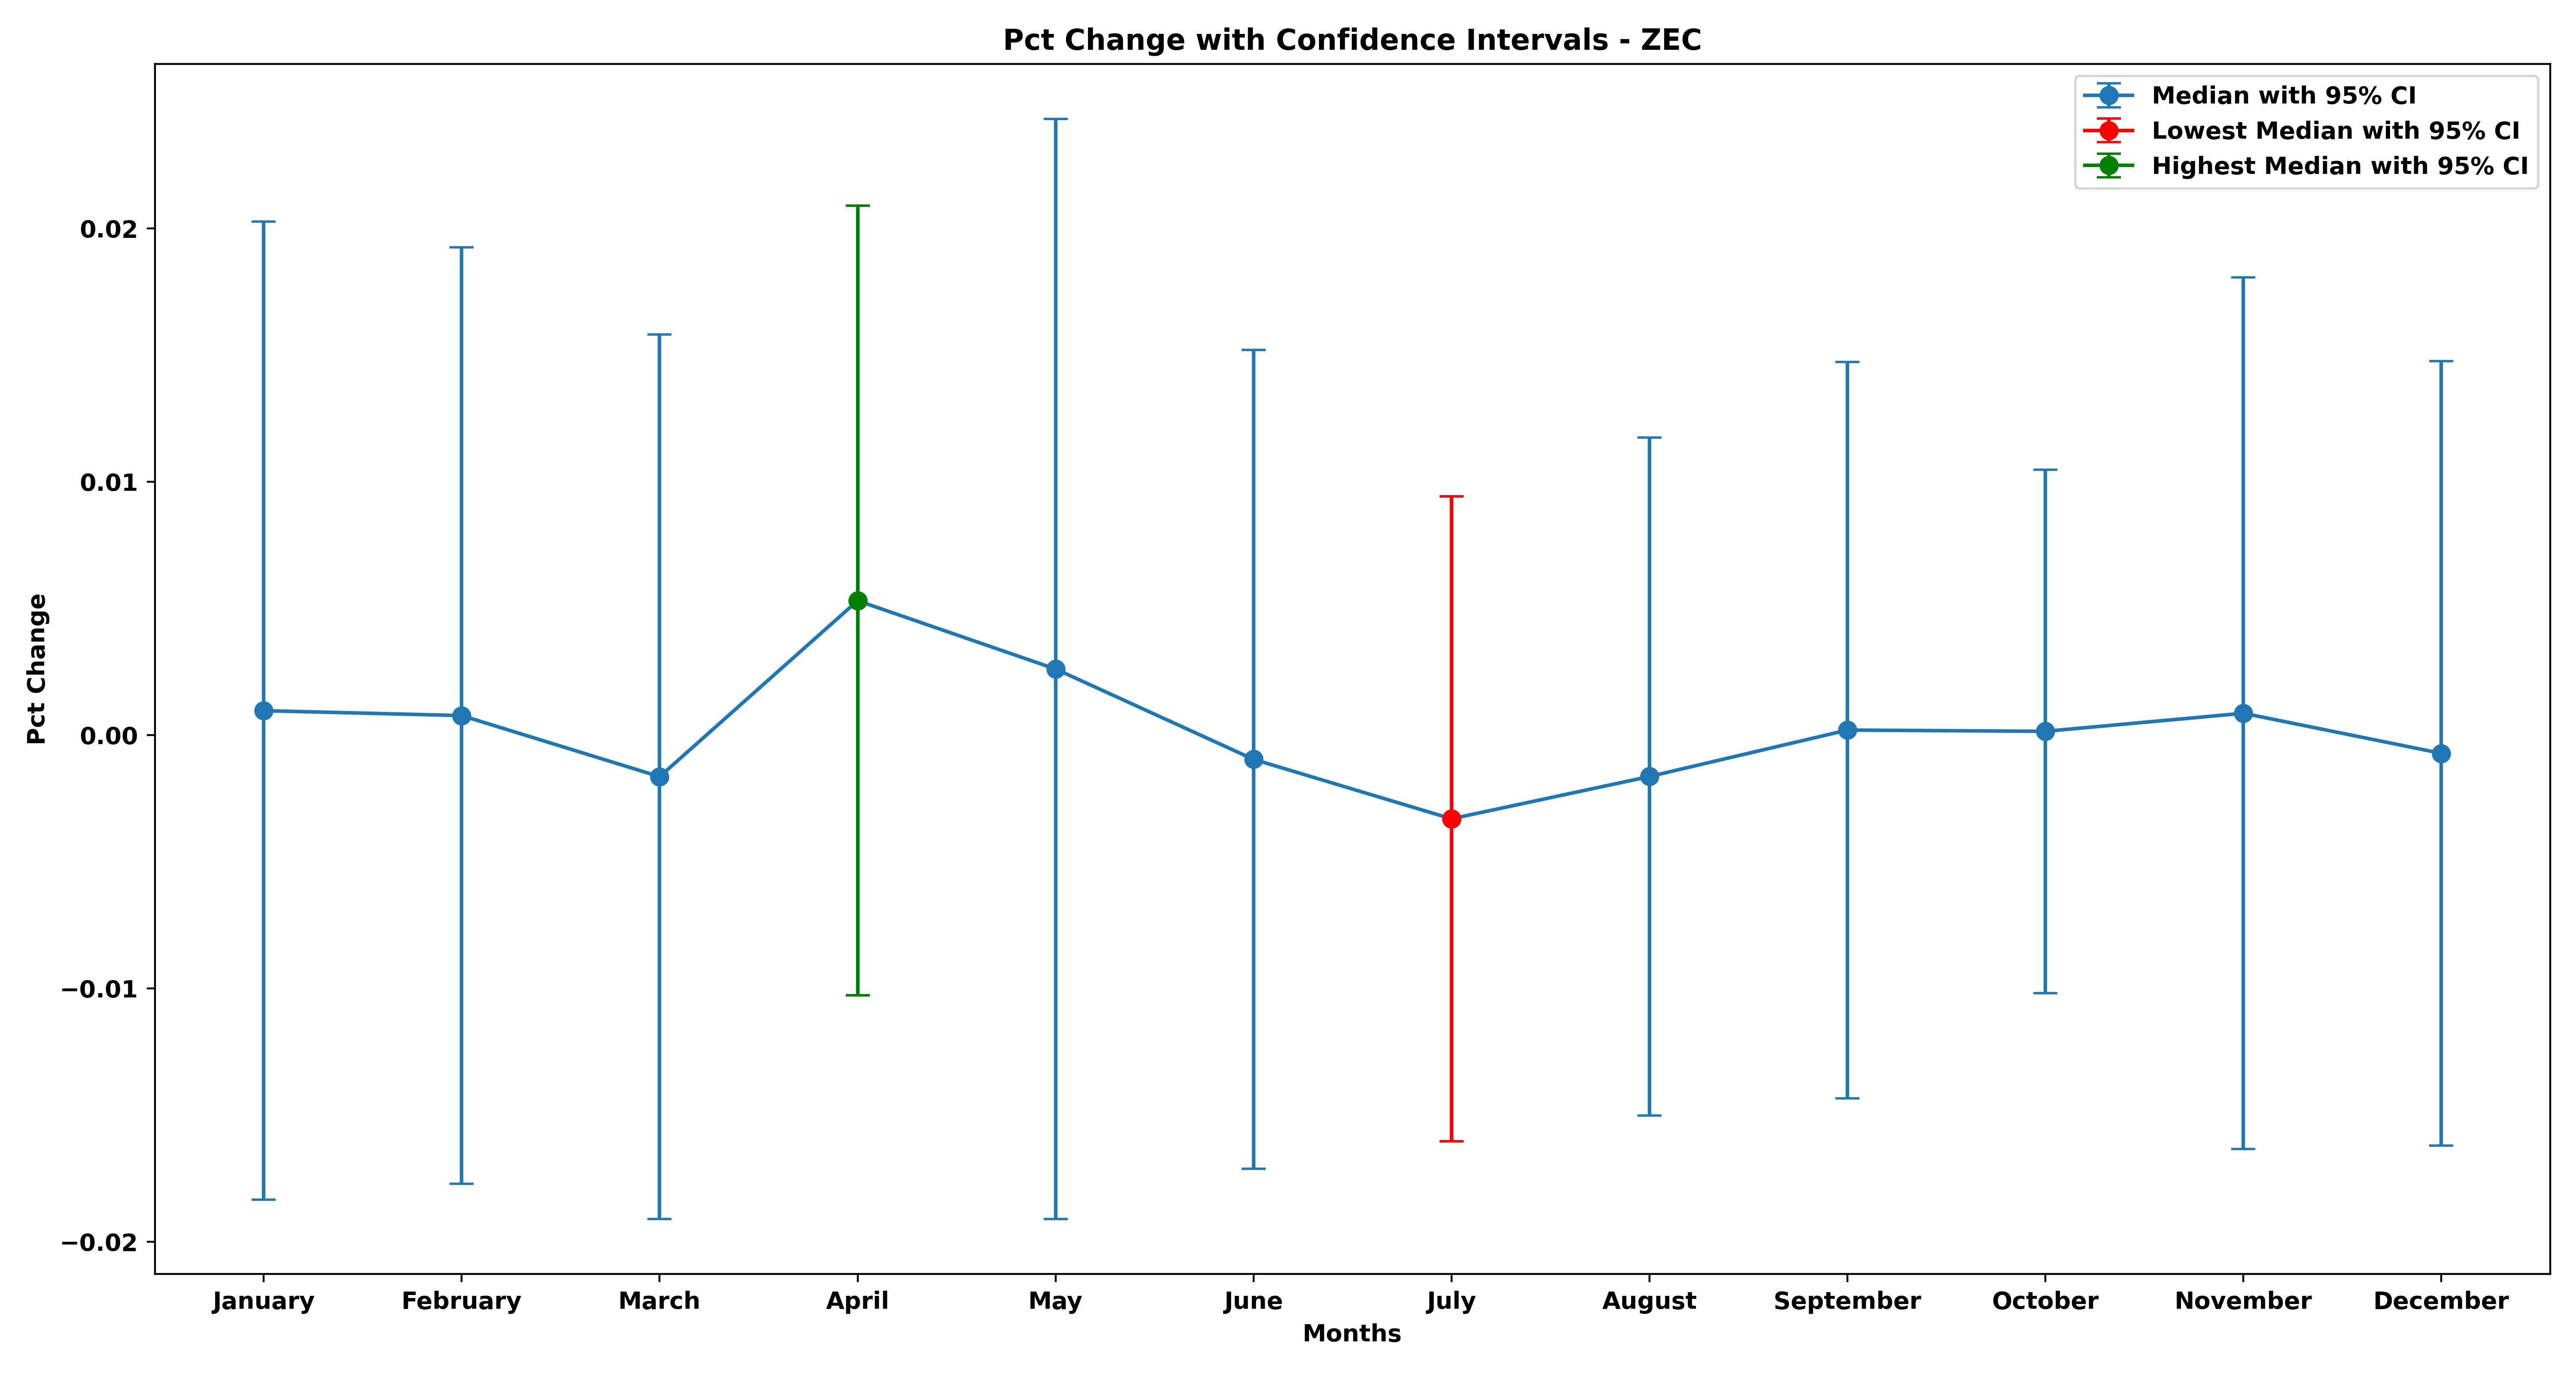 Pct Change with Confidence Intervals - ZEC
Median with 95% CI
Lowest Median with 95% CI
Highest Median with 95% CI
Pct Change
0.02
0.01
0.00
−0.01
−0.02
January February March April May June July August September October November December
Months